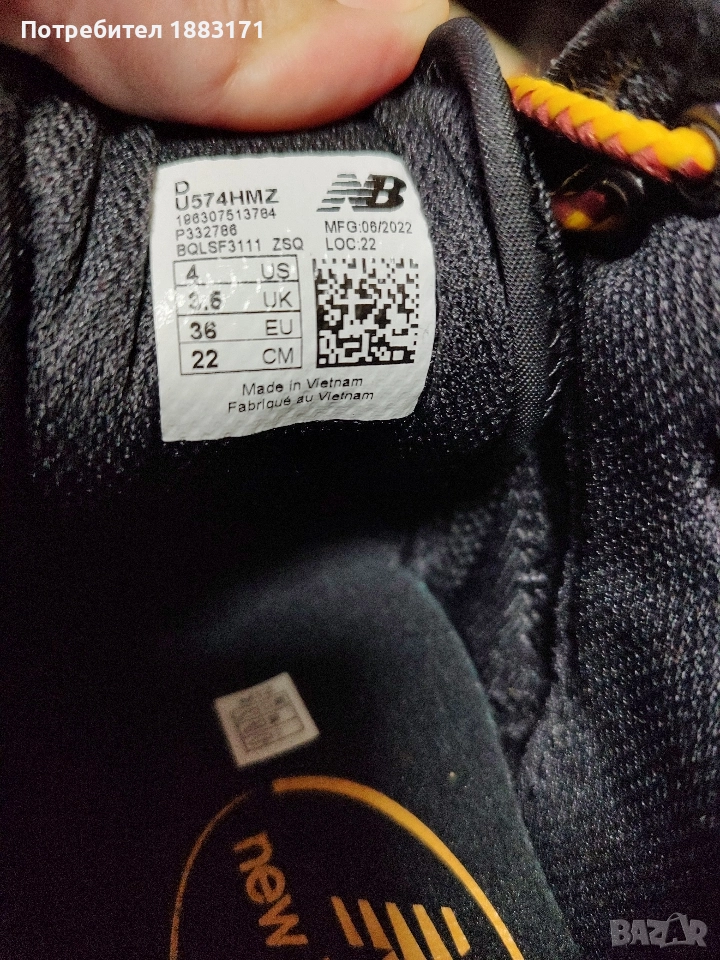 Потребител 1883171
D
U574HMZ
196307513784
P332786
BQLSF3111 ZSQ
NB
MFG:06/2022
LOC:22
4 US
3.5 UK
36 EU
22 CM
Made in Vietnam
Fabriqué au Vietnam
new
BAZAR